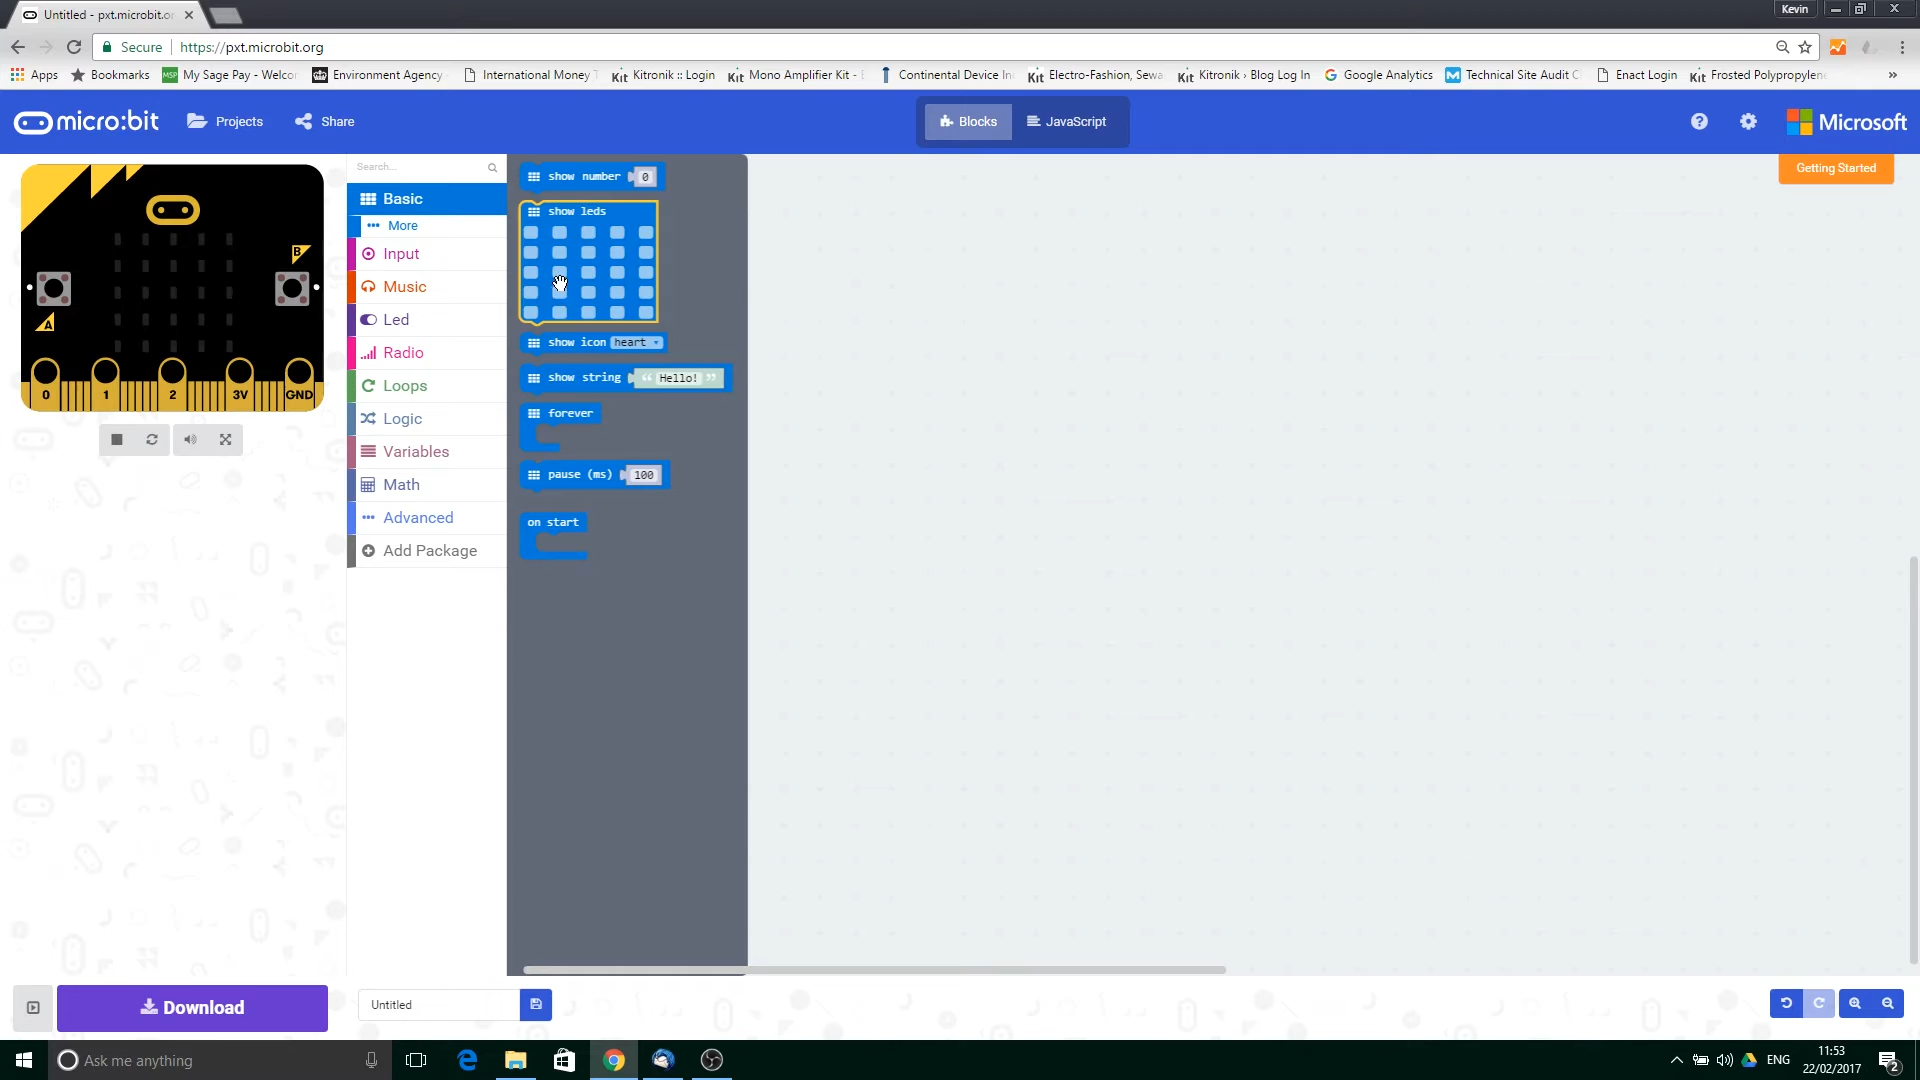 Untitled - pxt.microbit.or
Kevin
Secure
https://pxt.microbit.org
Apps
Bookmarks
My Sage Pay - Welcor
Environment Agency
International Money T
Kitronik :: Login
Mono Amplifier Kit - E
Continental Device In
Electro-Fashion, Sewa
Kitronik › Blog Log In
Google Analytics
Technical Site Audit C
Enact Login
Frosted Polypropylen
»
micro:bit
Projects
Share
Blocks
JavaScript
Microsoft
Getting Started
B
A
0 1 2 3V GND
Search...
Basic
More
Input
Music
Led
Radio
Loops
Logic
Variables
Math
Advanced
Add Package
show number 0
show leds
show icon heart
show string “ Hello! ”
forever
pause (ms) 100
on start
Download
Untitled
Ask me anything
ENG
11:53
22/02/2017
2